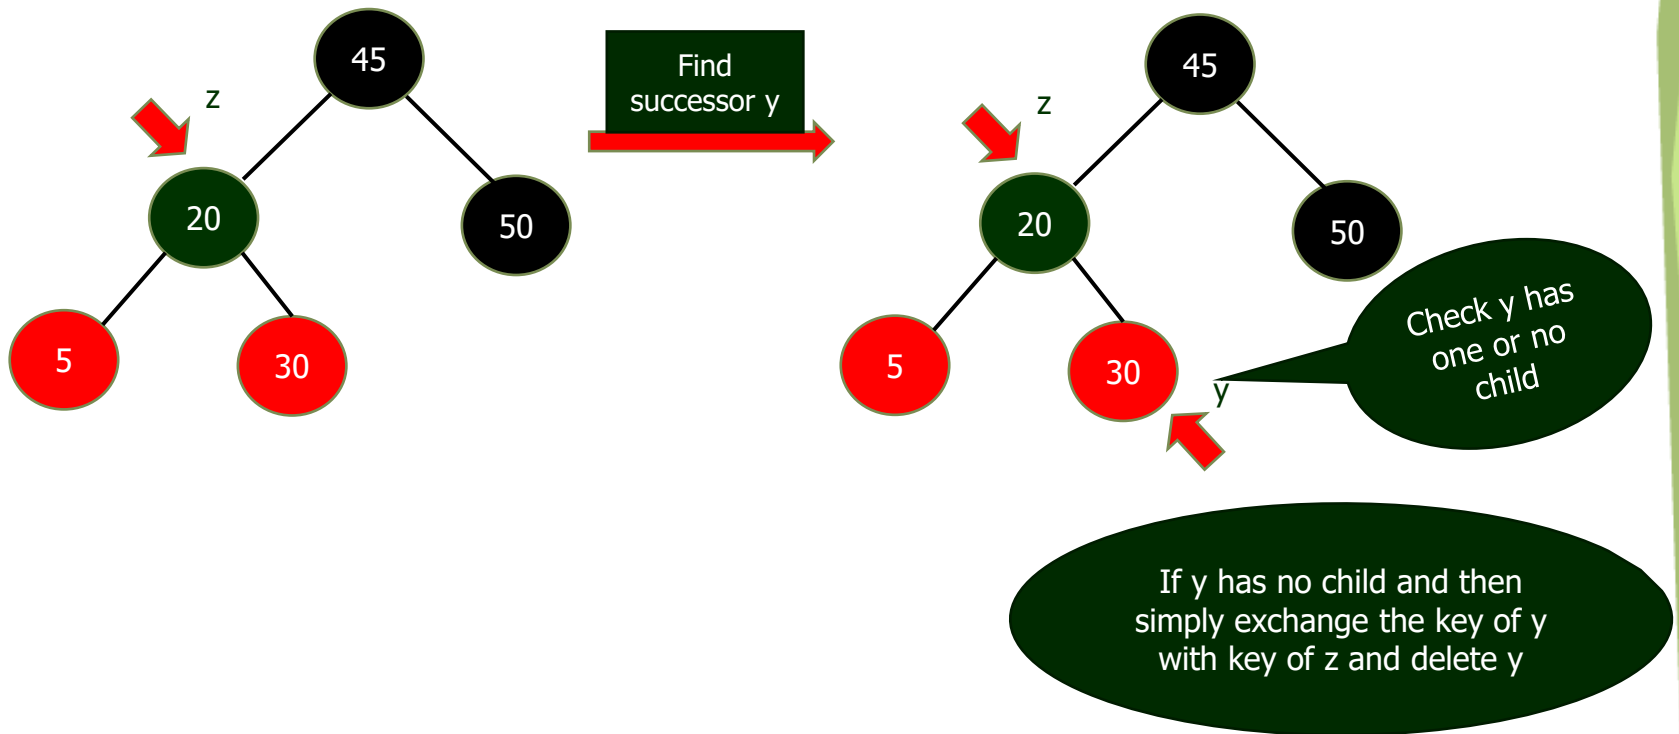 45
z
20
50
5
30
Find
successor y
45
z
20
50
5
30
y
Check y has
one or no
child
If y has no child and then
simply exchange the key of y
with key of z and delete y